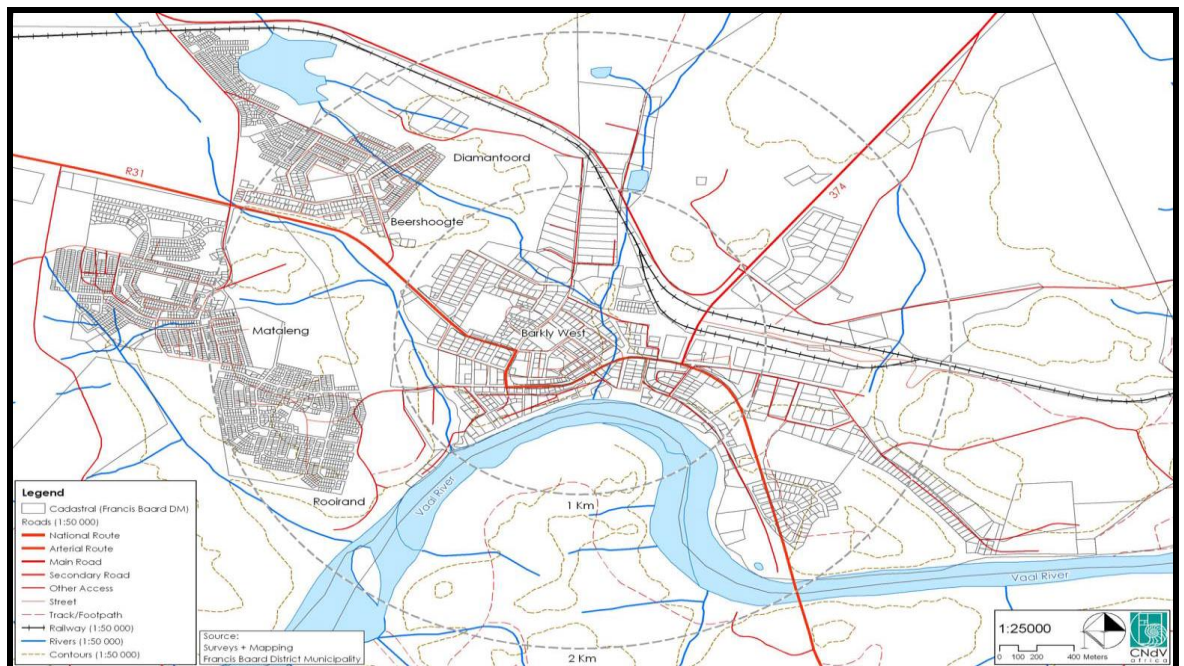 Diamantoord
R31
374
Beershoogte
Barkly West
Mataleng
Rooirand
Vaal River
1 Km
Vaal River
2 Km
Legend
Cadastral (Francis Baard DM)
Roads (1:50 000)
National Route
Arterial Route
Main Road
Secondary Road
Other Access
Street
Track/Footpath
Railway (1:50 000)
Rivers (1:50 000)
Contours (1:50 000)
Source:
Surveys + Mapping
Francis Baard District Municipality
1:25000
0 100 200 400 Meters
CNdV
africa